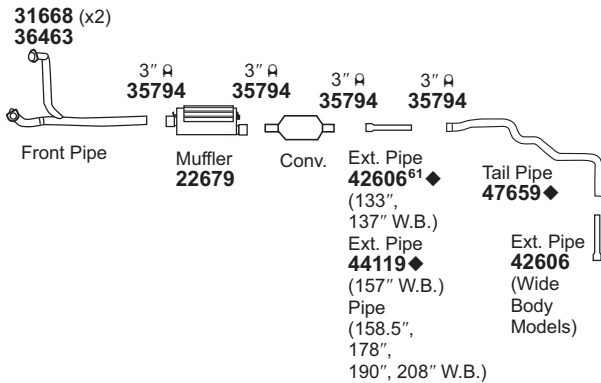 31668 (x2)
36463
3″
35794
3″
35794
3″
35794
3″
35794
Front Pipe
Muffler
22679
Conv.
Ext. Pipe
42606⁶¹◆
(133″,
137″ W.B.)
Ext. Pipe
44119◆
(157″ W.B.)
Pipe
(158.5″,
178″,
190″, 208″ W.B.)
Tail Pipe
47659◆
Ext. Pipe
42606
(Wide
Body
Models)